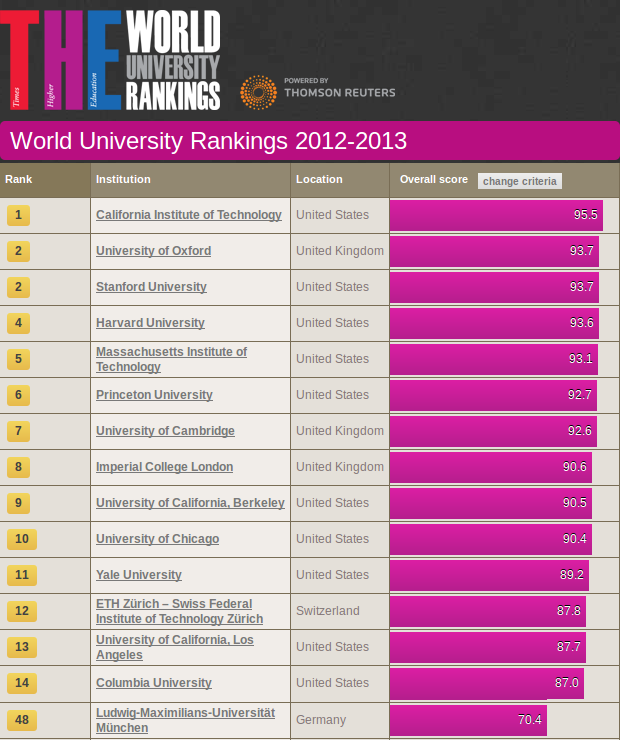 THE
Times
Higher
Education
WORLD
UNIVERSITY
RANKINGS
POWERED BY
THOMSON REUTERS
World University Rankings 2012-2013
Rank Institution Location Overall score change criteria
1 California Institute of Technology United States 95.5
2 University of Oxford United Kingdom 93.7
2 Stanford University United States 93.7
4 Harvard University United States 93.6
5 Massachusetts Institute of
Technology United States 93.1
6 Princeton University United States 92.7
7 University of Cambridge United Kingdom 92.6
8 Imperial College London United Kingdom 90.6
9 University of California, Berkeley United States 90.5
10 University of Chicago United States 90.4
11 Yale University United States 89.2
12 ETH Zürich – Swiss Federal
Institute of Technology Zürich Switzerland 87.8
13 University of California, Los
Angeles United States 87.7
14 Columbia University United States 87.0
48 Ludwig-Maximilians-Universität
München Germany 70.4